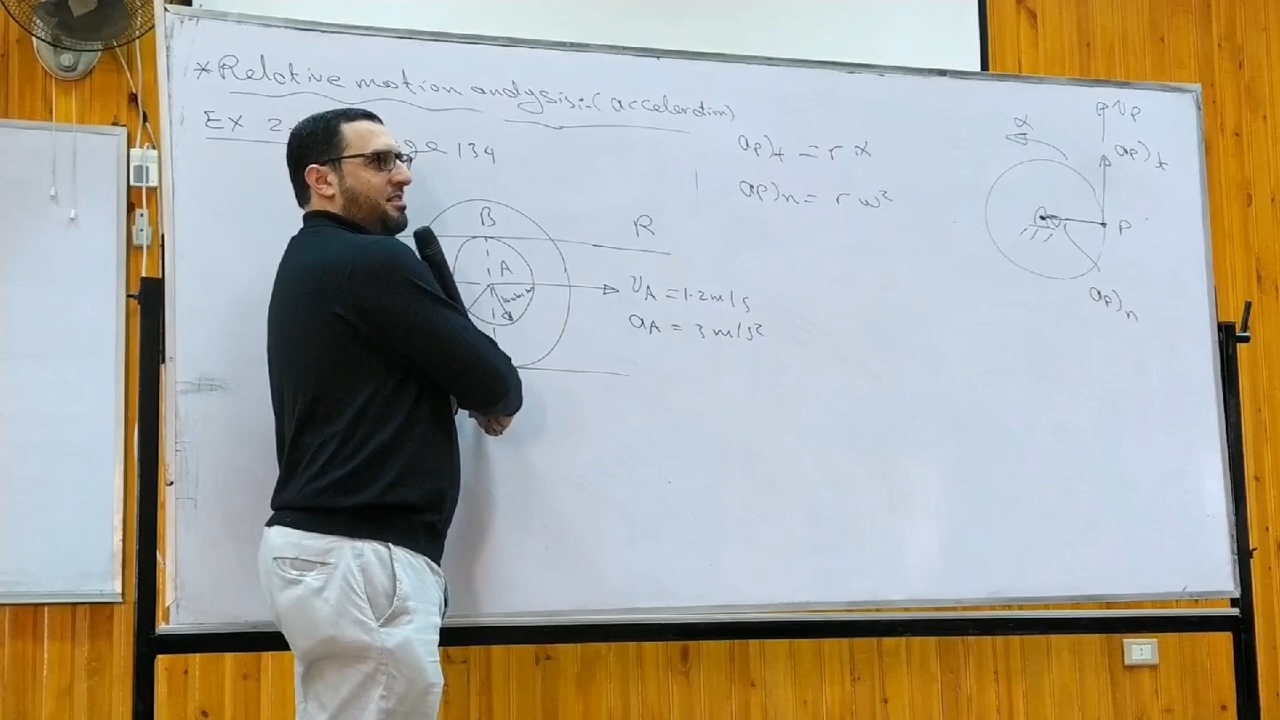 *Relative motion analysis:-(acceleration)
EX 2. 134
aP)t = r α
aP)n = r ω²
B
R
A
100mm
VA = 1.2 m/s
aA = 3 m/s²
α
VP
aP)t
P
aP)n